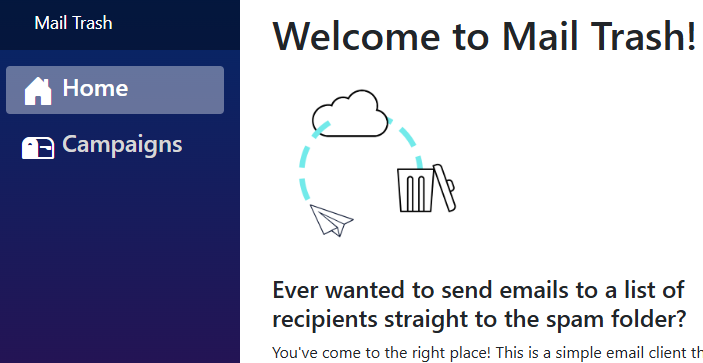 Mail Trash
Welcome to Mail Trash!
Home
Campaigns
Ever wanted to send emails to a list of
recipients straight to the spam folder?
You've come to the right place! This is a simple email client